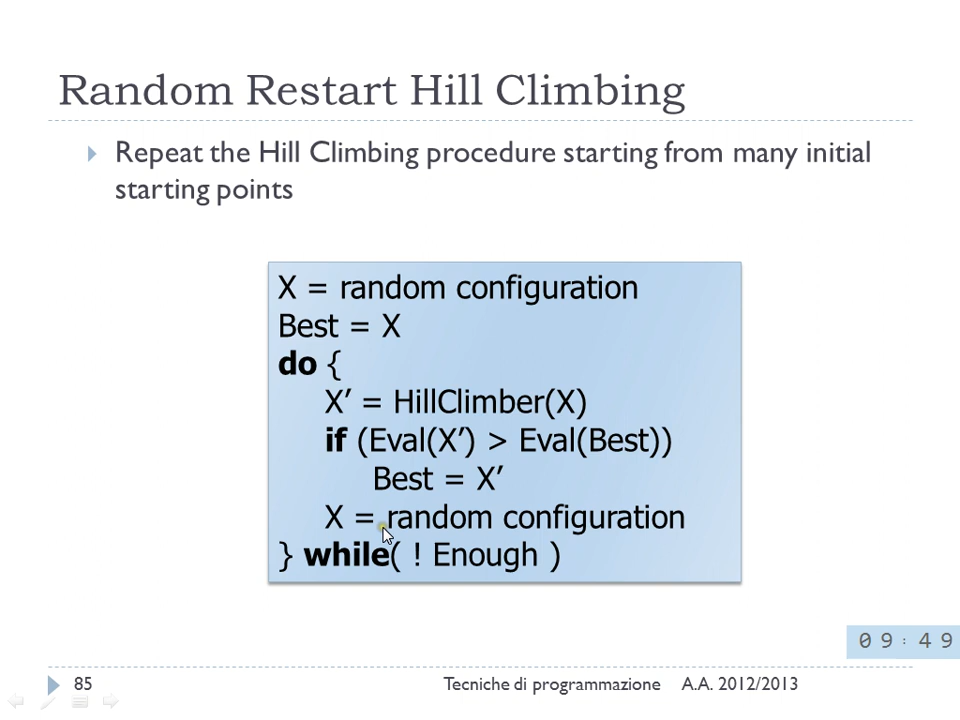 Random Restart Hill Climbing
Repeat the Hill Climbing procedure starting from many initial
starting points
X = random configuration
Best = X
do {
X’ = HillClimber(X)
if (Eval(X’) > Eval(Best))
Best = X’
X = random configuration
} while( ! Enough )
09:49
85 Tecniche di programmazione A.A. 2012/2013